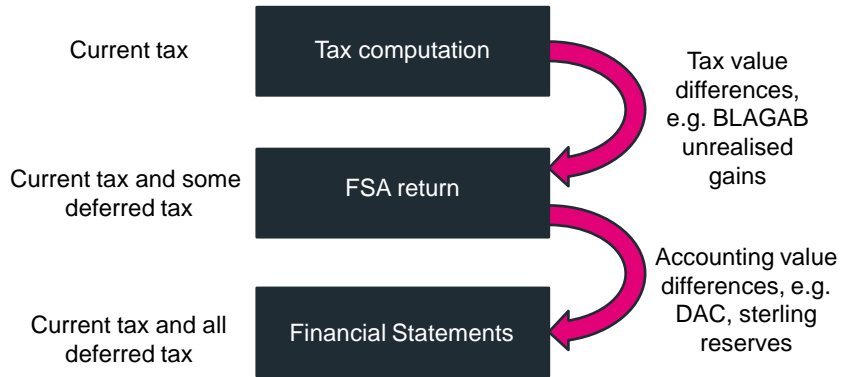 Current tax
Tax computation
Tax value
differences,
e.g. BLAGAB
unrealised
gains
Current tax and some
deferred tax
FSA return
Accounting value
differences, e.g.
DAC, sterling
reserves
Current tax and all
deferred tax
Financial Statements